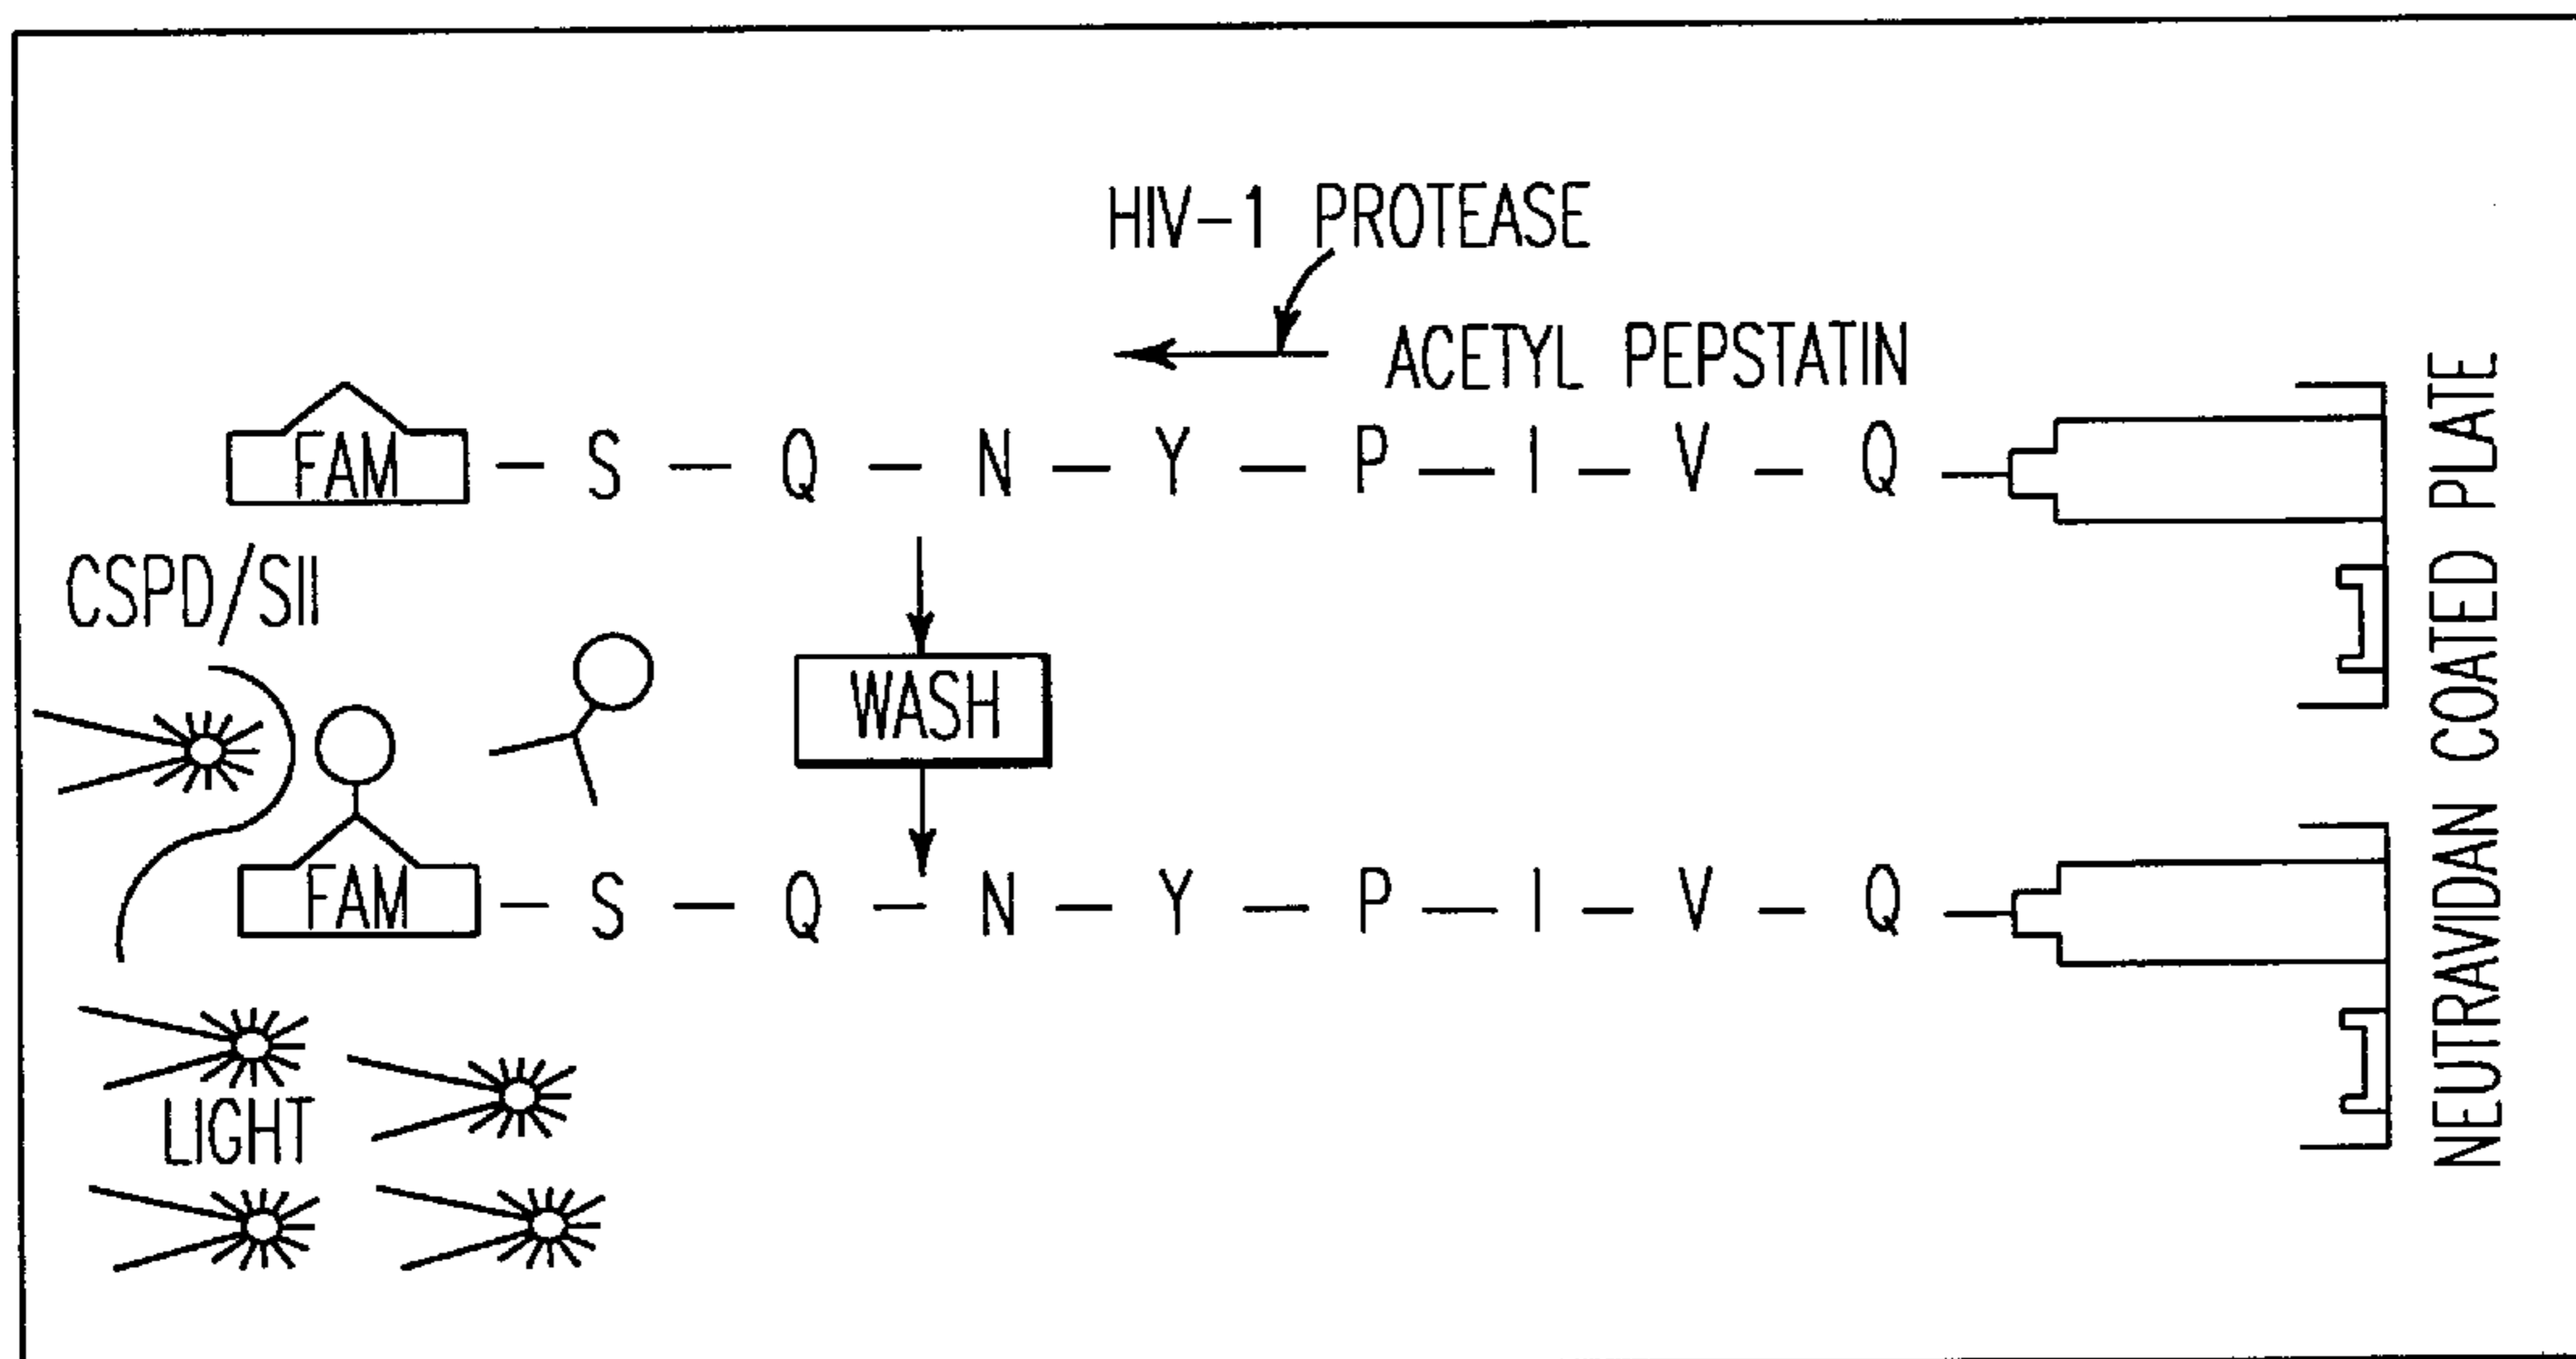 HIV-1 PROTEASE
ACETYL PEPSTATIN
FAM - S - Q - N - Y - P - I - V - Q
CSPD/SII
WASH
FAM - S - Q - N - Y - P - I - V - Q
LIGHT
NEUTRAVIDAN COATED PLATE